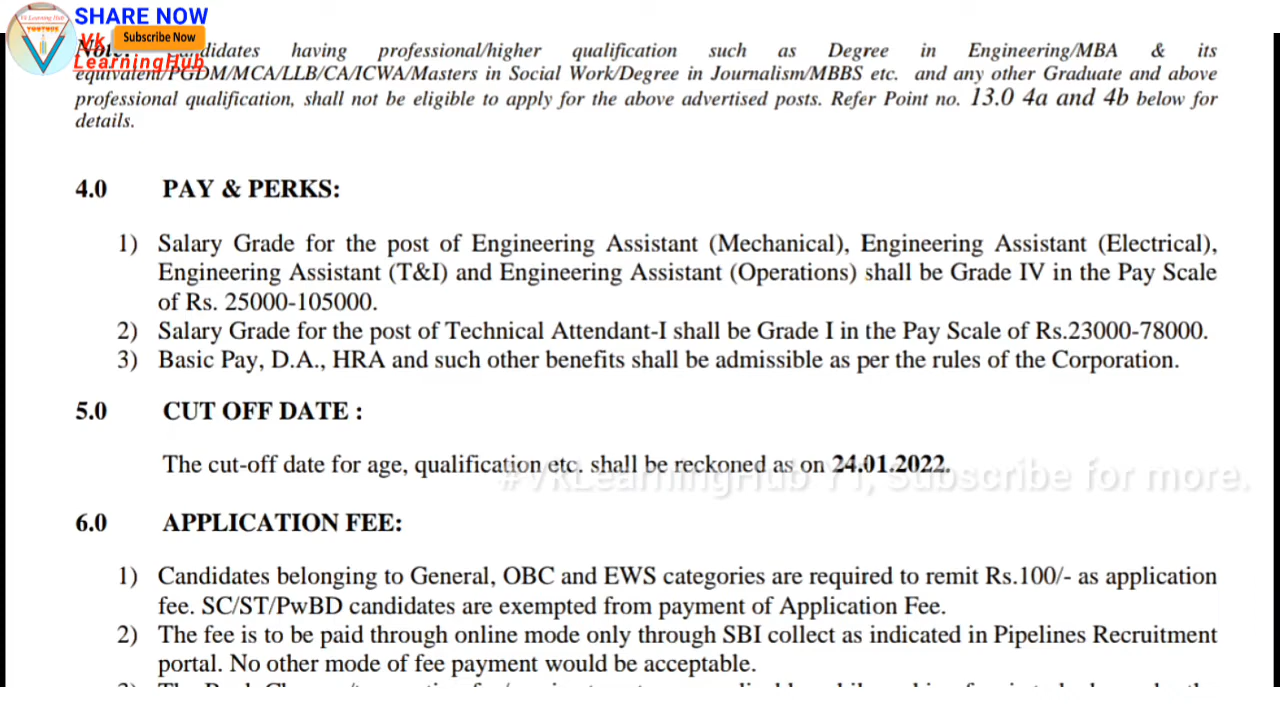 SHARE NOW
Vk Learning Hub
Subscribe Now
Vk
LearningHub
Note: Candidates having professional/higher qualification such as Degree in Engineering/MBA & its
equivalent/PGDM/MCA/LLB/CA/ICWA/Masters in Social Work/Degree in Journalism/MBBS etc. and any other Graduate and above
professional qualification, shall not be eligible to apply for the above advertised posts. Refer Point no. 13.0 4a and 4b below for
details.
4.0 PAY & PERKS:
1) Salary Grade for the post of Engineering Assistant (Mechanical), Engineering Assistant (Electrical),
Engineering Assistant (T&I) and Engineering Assistant (Operations) shall be Grade IV in the Pay Scale
of Rs. 25000-105000.
2) Salary Grade for the post of Technical Attendant-I shall be Grade I in the Pay Scale of Rs.23000-78000.
3) Basic Pay, D.A., HRA and such other benefits shall be admissible as per the rules of the Corporation.
5.0 CUT OFF DATE :
The cut-off date for age, qualification etc. shall be reckoned as on 24.01.2022.
#VKLearningHub YT, Subscribe for more.
6.0 APPLICATION FEE:
1) Candidates belonging to General, OBC and EWS categories are required to remit Rs.100/- as application
fee. SC/ST/PwBD candidates are exempted from payment of Application Fee.
2) The fee is to be paid through online mode only through SBI collect as indicated in Pipelines Recruitment
portal. No other mode of fee payment would be acceptable.